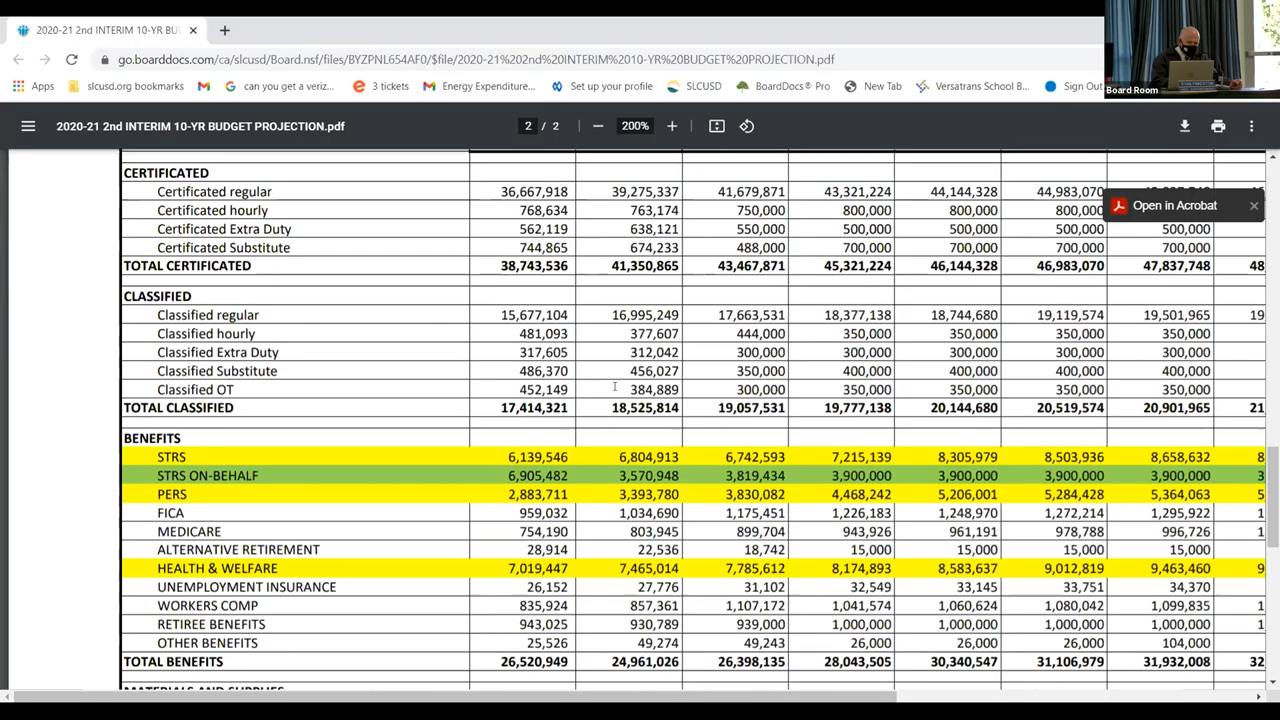 2020-21 2nd INTERIM 10-YR BU
go.boarddocs.com/ca/slcusd/Board.nsf/files/BYZPNL654AF0/$file/2020-21%202nd%20INTERIM%2010-YR%20BUDGET%20PROJECTION.pdf
Apps slcusd.org bookmarks can you get a veriz... 3 tickets Energy Expenditure... Set up your profile SLCUSD BoardDocs® Pro New Tab Versatrans School B... Online
Board Room
2020-21 2nd INTERIM 10-YR BUDGET PROJECTION.pdf 2 / 2 200%
Open in Acrobat
CERTIFICATED
Certificated regular 36,667,918 39,275,337 41,679,871 43,321,224 44,144,328 44,983,070
Certificated hourly 768,634 763,174 750,000 800,000 800,000 800,000
Certificated Extra Duty 562,119 638,121 550,000 500,000 500,000 500,000 500,000
Certificated Substitute 744,865 674,233 488,000 700,000 700,000 700,000 700,000
TOTAL CERTIFICATED 38,743,536 41,350,865 43,467,871 45,321,224 46,144,328 46,983,070 47,837,748 48
CLASSIFIED
Classified regular 15,677,104 16,995,249 17,663,531 18,377,138 18,744,680 19,119,574 19,501,965 19
Classified hourly 481,093 377,607 444,000 350,000 350,000 350,000 350,000
Classified Extra Duty 317,605 312,042 300,000 300,000 300,000 300,000 300,000
Classified Substitute 486,370 456,027 350,000 400,000 400,000 400,000 400,000
Classified OT 452,149 384,889 300,000 350,000 350,000 350,000 350,000
TOTAL CLASSIFIED 17,414,321 18,525,814 19,057,531 19,777,138 20,144,680 20,519,574 20,901,965 21
BENEFITS
STRS 6,139,546 6,804,913 6,742,593 7,215,139 8,305,979 8,503,936 8,658,632 8
STRS ON-BEHALF 6,905,482 3,570,948 3,819,434 3,900,000 3,900,000 3,900,000 3,900,000 3
PERS 2,883,711 3,393,780 3,830,082 4,468,242 5,206,001 5,284,428 5,364,063 5
FICA 959,032 1,034,690 1,175,451 1,226,183 1,248,970 1,272,214 1,295,922 1
MEDICARE 754,190 803,945 899,704 943,926 961,191 978,788 996,726 1
ALTERNATIVE RETIREMENT 28,914 22,536 18,742 15,000 15,000 15,000 15,000
HEALTH & WELFARE 7,019,447 7,465,014 7,785,612 8,174,893 8,583,637 9,012,819 9,463,460 9
UNEMPLOYMENT INSURANCE 26,152 27,776 31,102 32,549 33,145 33,751 34,370
WORKERS COMP 835,924 857,361 1,107,172 1,041,574 1,060,624 1,080,042 1,099,835 1
RETIREE BENEFITS 943,025 930,789 939,000 1,000,000 1,000,000 1,000,000 1,000,000 1
OTHER BENEFITS 25,526 49,274 49,243 26,000 26,000 26,000 104,000
TOTAL BENEFITS 26,520,949 24,961,026 26,398,135 28,043,505 30,340,547 31,106,979 31,932,008 32
MATERIALS AND SUPPLIES